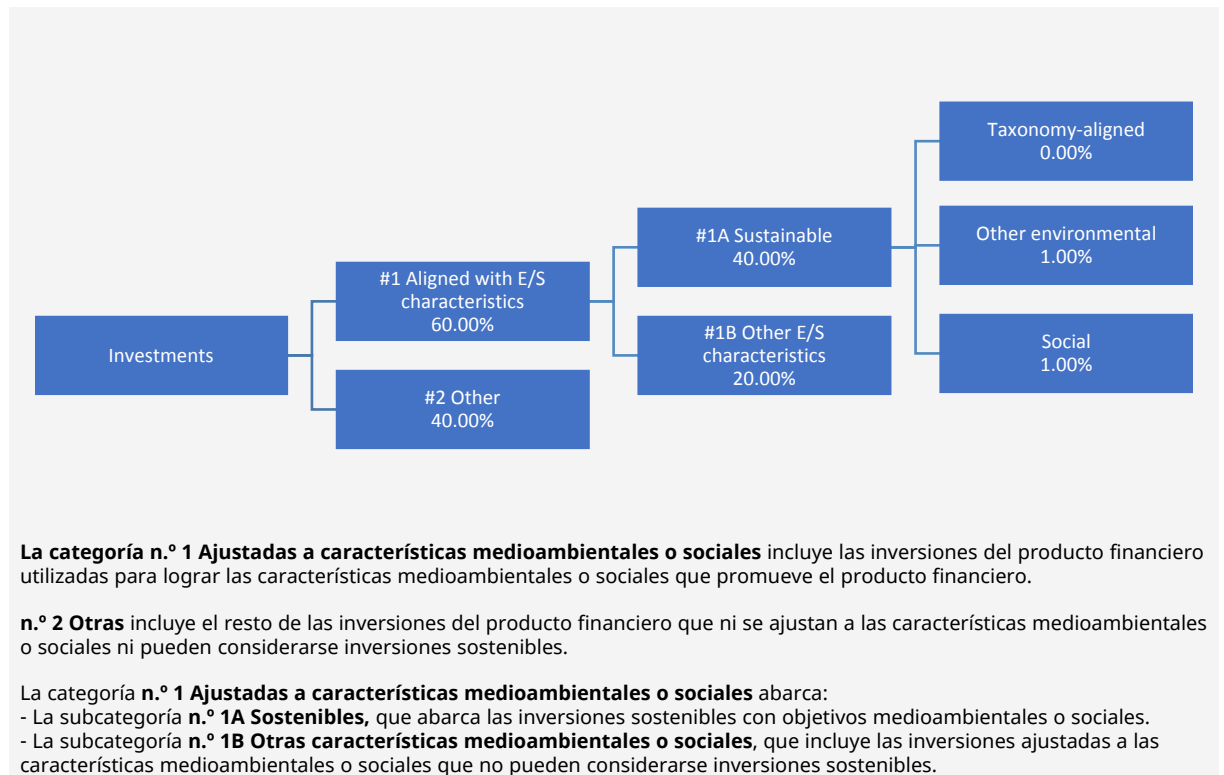 Investments
#1 Aligned with E/S
characteristics
60.00%
#2 Other
40.00%
#1A Sustainable
40.00%
#1B Other E/S
characteristics
20.00%
Taxonomy-aligned
0.00%
Other environmental
1.00%
Social
1.00%
La categoría n.º 1 Ajustadas a características medioambientales o sociales incluye las inversiones del producto financiero
utilizadas para lograr las características medioambientales o sociales que promueve el producto financiero.
n.º 2 Otras incluye el resto de las inversiones del producto financiero que ni se ajustan a las características medioambientales
o sociales ni pueden considerarse inversiones sostenibles.
La categoría n.º 1 Ajustadas a características medioambientales o sociales abarca:
- La subcategoría n.º 1A Sostenibles, que abarca las inversiones sostenibles con objetivos medioambientales o sociales.
- La subcategoría n.º 1B Otras características medioambientales o sociales, que incluye las inversiones ajustadas a las
características medioambientales o sociales que no pueden considerarse inversiones sostenibles.